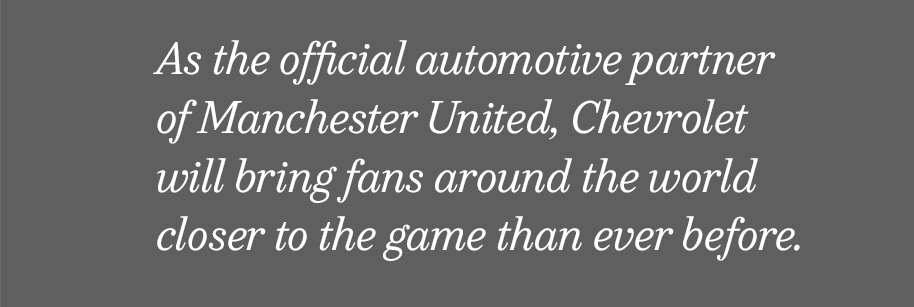 As the official automotive partner
of Manchester United, Chevrolet
will bring fans around the world
closer to the game than ever before.